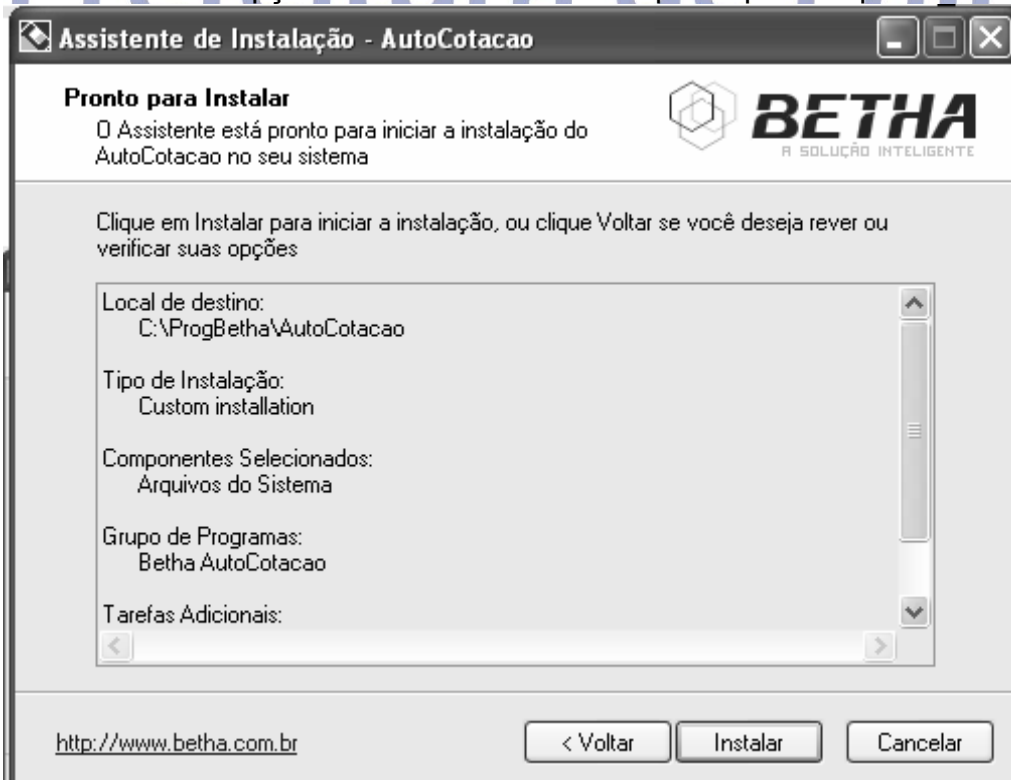 Assistente de Instalação - AutoCotacao
Pronto para Instalar
O Assistente está pronto para iniciar a instalação do
AutoCotacao no seu sistema
BETHA
A SOLUÇÃO INTELIGENTE
Clique em Instalar para iniciar a instalação, ou clique Voltar se você deseja rever ou
verificar suas opções
Local de destino:
C:\ProgBetha\AutoCotacao
Tipo de Instalação:
Custom installation
Componentes Selecionados:
Arquivos do Sistema
Grupo de Programas:
Betha AutoCotacao
Tarefas Adicionais:
http://www.betha.com.br
< Voltar
Instalar
Cancelar